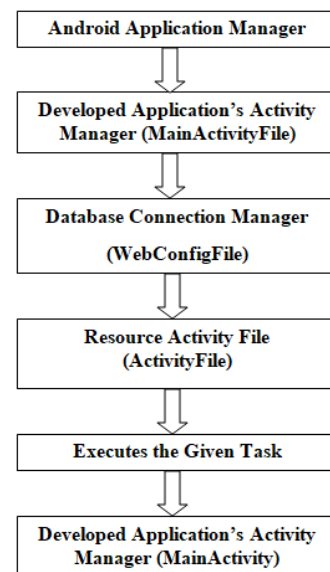 Android Application Manager
Developed Application's Activity
Manager (MainActivityFile)
Database Connection Manager
(WebConfigFile)
Resource Activity File
(ActivityFile)
Executes the Given Task
Developed Application's Activity
Manager (MainActivity)